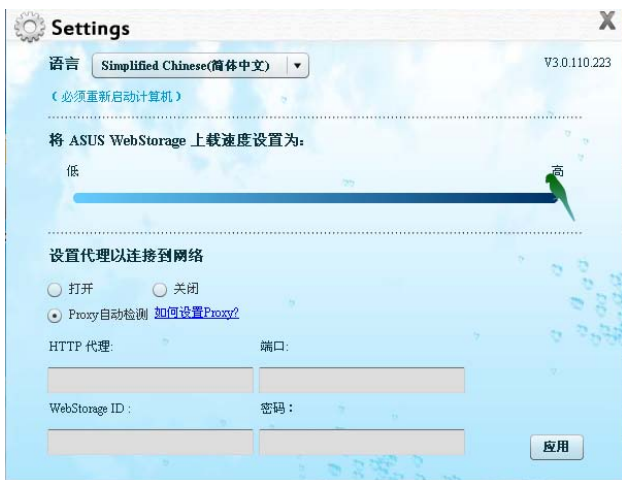 Settings
X
语言 Simplified Chinese(简体中文) V3.0.110.223
(必须重新启动计算机)
将 ASUS WebStorage 上载速度设置为:
低 高
设置代理以连接到网络
打开 关闭
Proxy自动检测 如何设置Proxy?
HTTP 代理: 端口:
WebStorage ID : 密码:
应用